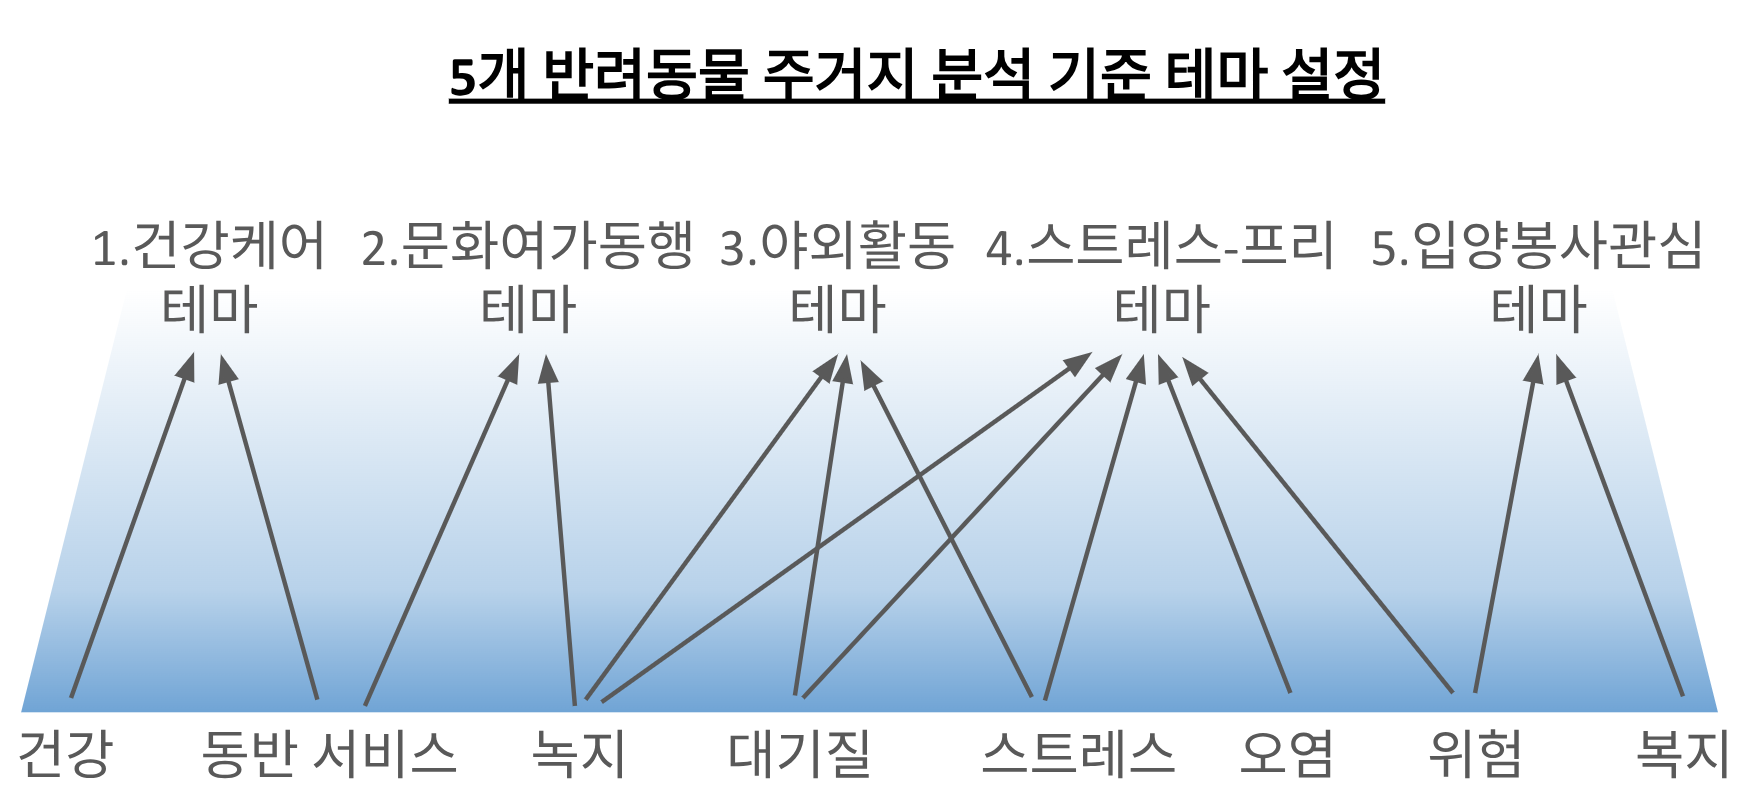 5개 반려동물 주거지 분석 기준 테마 설정
1.건강케어 테마
2.문화여가동행 테마
3.야외활동 테마
4.스트레스-프리 테마
5.입양봉사관심 테마
건강
동반 서비스
녹지
대기질
스트레스
오염
위험
복지